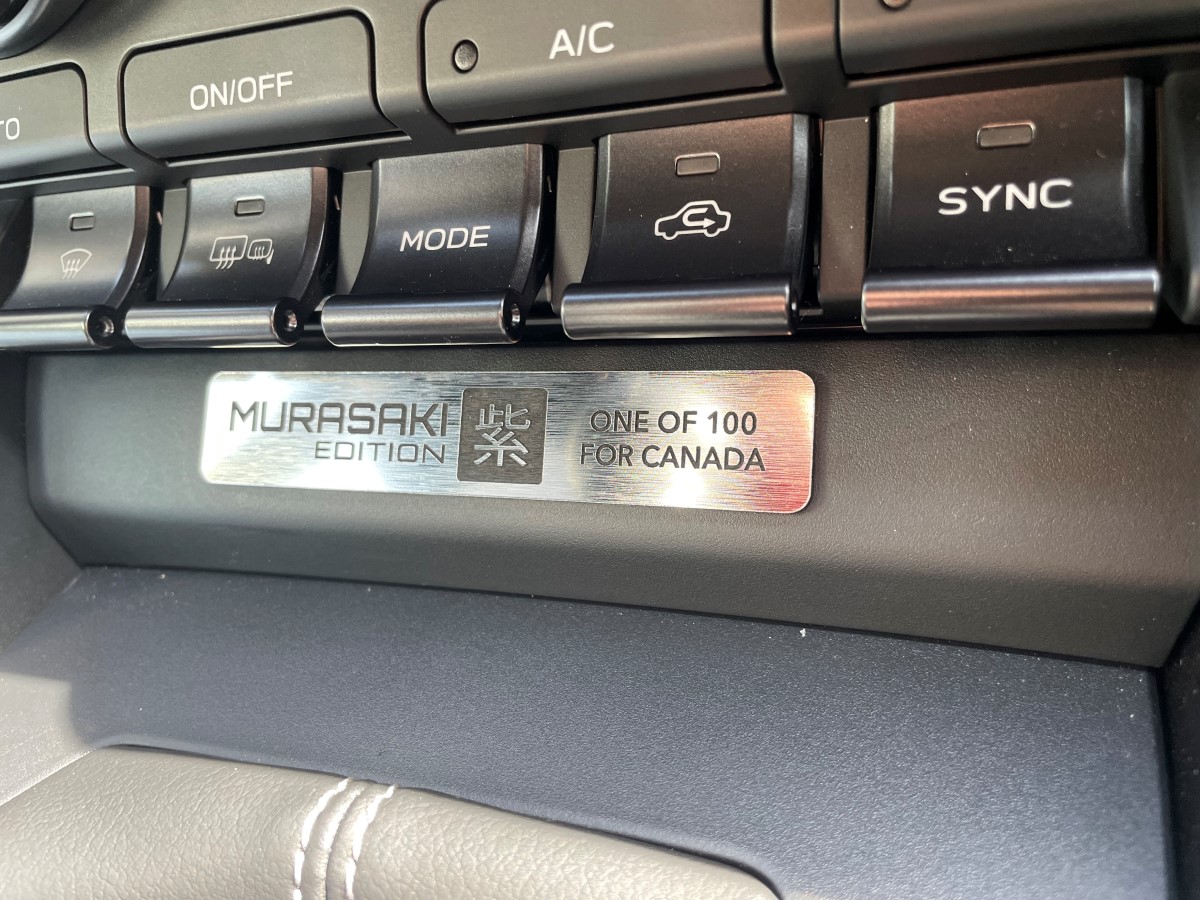 ON/OFF
A/C
MODE
SYNC
MURASAKI
EDITION
紫
ONE OF 100
FOR CANADA